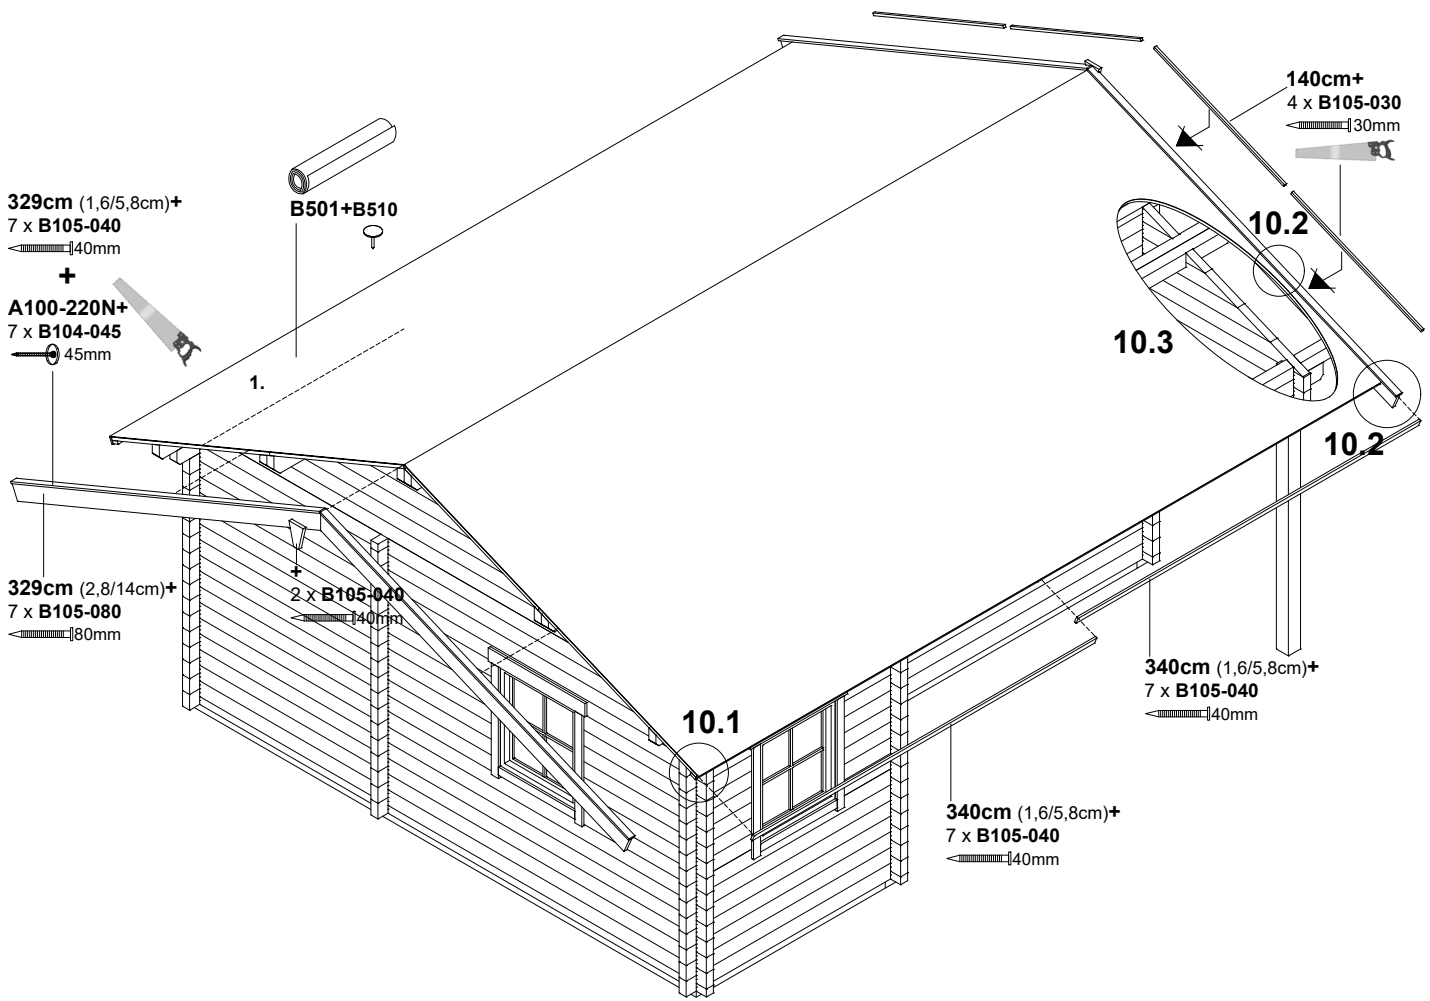 140cm+
4 x B105-030
30mm
B501+B510
329cm (1,6/5,8cm)+
7 x B105-040
40mm
+
A100-220N+
7 x B104-045
45mm
1.
10.2
10.3
10.2
329cm (2,8/14cm)+
7 x B105-080
80mm
+
2 x B105-040
40mm
10.1
340cm (1,6/5,8cm)+
7 x B105-040
40mm
340cm (1,6/5,8cm)+
7 x B105-040
40mm